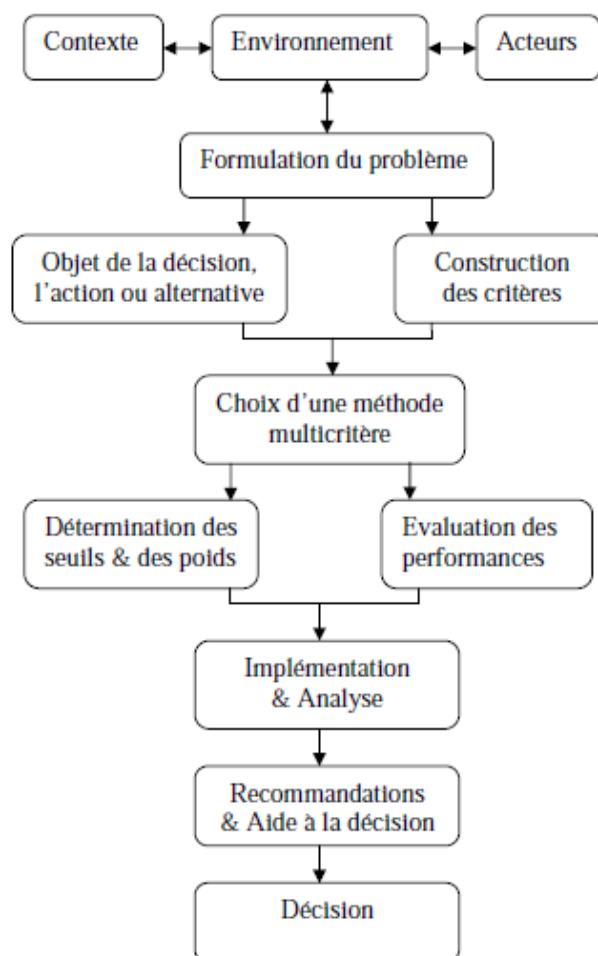 Contexte
Environnement
Acteurs
Formulation du problème
Objet de la décision,
l'action ou alternative
Construction
des critères
Choix d'une méthode
multicritère
Détermination des
seuils & des poids
Evaluation des
performances
Implémentation
& Analyse
Recommandations
& Aide à la décision
Décision